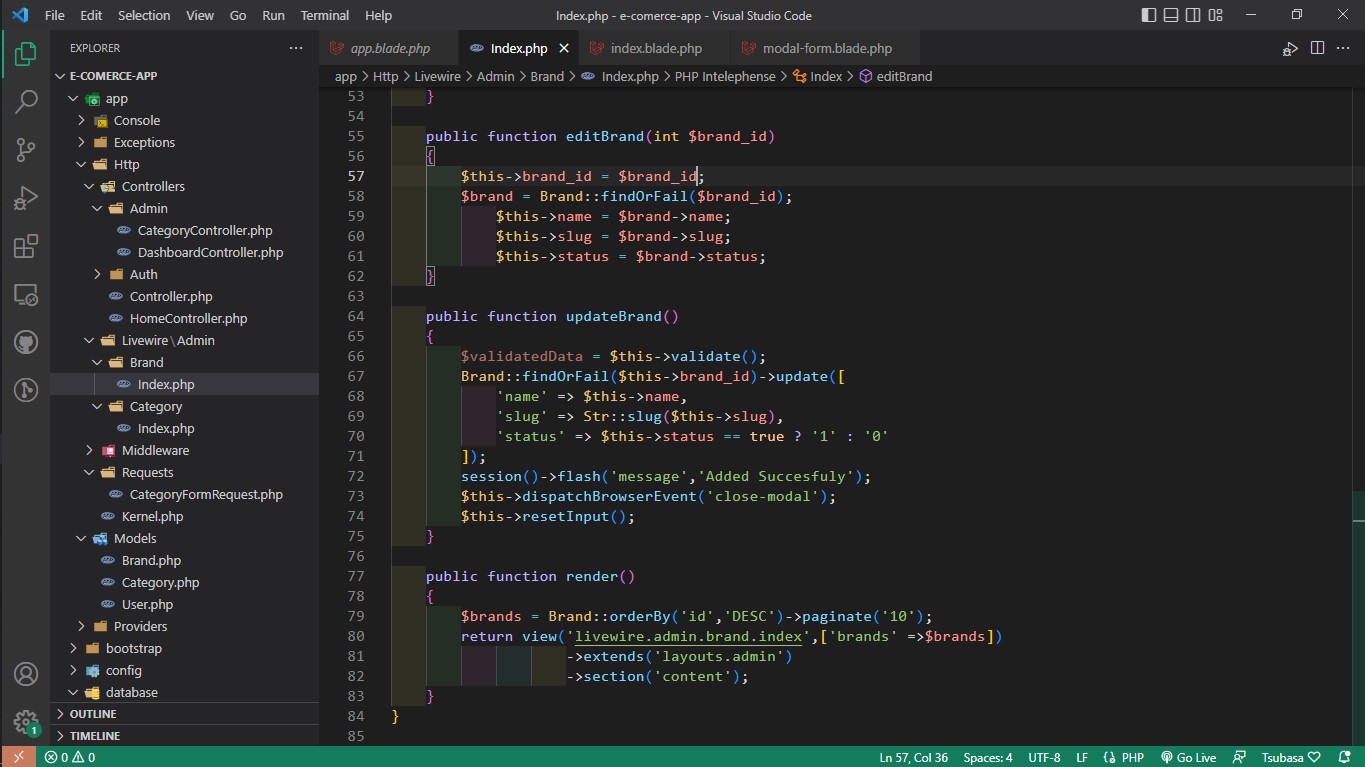 File Edit Selection View Go Run Terminal Help
Index.php - e-comerce-app - Visual Studio Code
EXPLORER
E-COMERCE-APP
app
Console
Exceptions
Http
Controllers
Admin
CategoryController.php
DashboardController.php
Auth
Controller.php
HomeController.php
Livewire\Admin
Brand
Index.php
Category
Index.php
Middleware
Requests
CategoryFormRequest.php
Kernel.php
Models
Brand.php
Category.php
User.php
Providers
bootstrap
config
database
OUTLINE
TIMELINE
1
app.blade.php Index.php index.blade.php modal-form.blade.php
app > Http > Livewire > Admin > Brand > Index.php > PHP Intelephense > Index > editBrand
53 }
54
55 public function editBrand(int $brand_id)
56 {
57 $this->brand_id = $brand_id;
58 $brand = Brand::findOrFail($brand_id);
59 $this->name = $brand->name;
60 $this->slug = $brand->slug;
61 $this->status = $brand->status;
62 }
63
64 public function updateBrand()
65 {
66 $validatedData = $this->validate();
67 Brand::findOrFail($this->brand_id)->update([
68 'name' => $this->name,
69 'slug' => Str::slug($this->slug),
70 'status' => $this->status == true ? '1' : '0'
71 ]);
72 session()->flash('message','Added Succesfuly');
73 $this->dispatchBrowserEvent('close-modal');
74 $this->resetInput();
75 }
76
77 public function render()
78 {
79 $brands = Brand::orderBy('id','DESC')->paginate('10');
80 return view('livewire.admin.brand.index',['brands' =>$brands])
81 ->extends('layouts.admin')
82 ->section('content');
83 }
84 }
85
0 0 Ln 57, Col 36 Spaces: 4 UTF-8 LF {} PHP Go Live Tsubasa